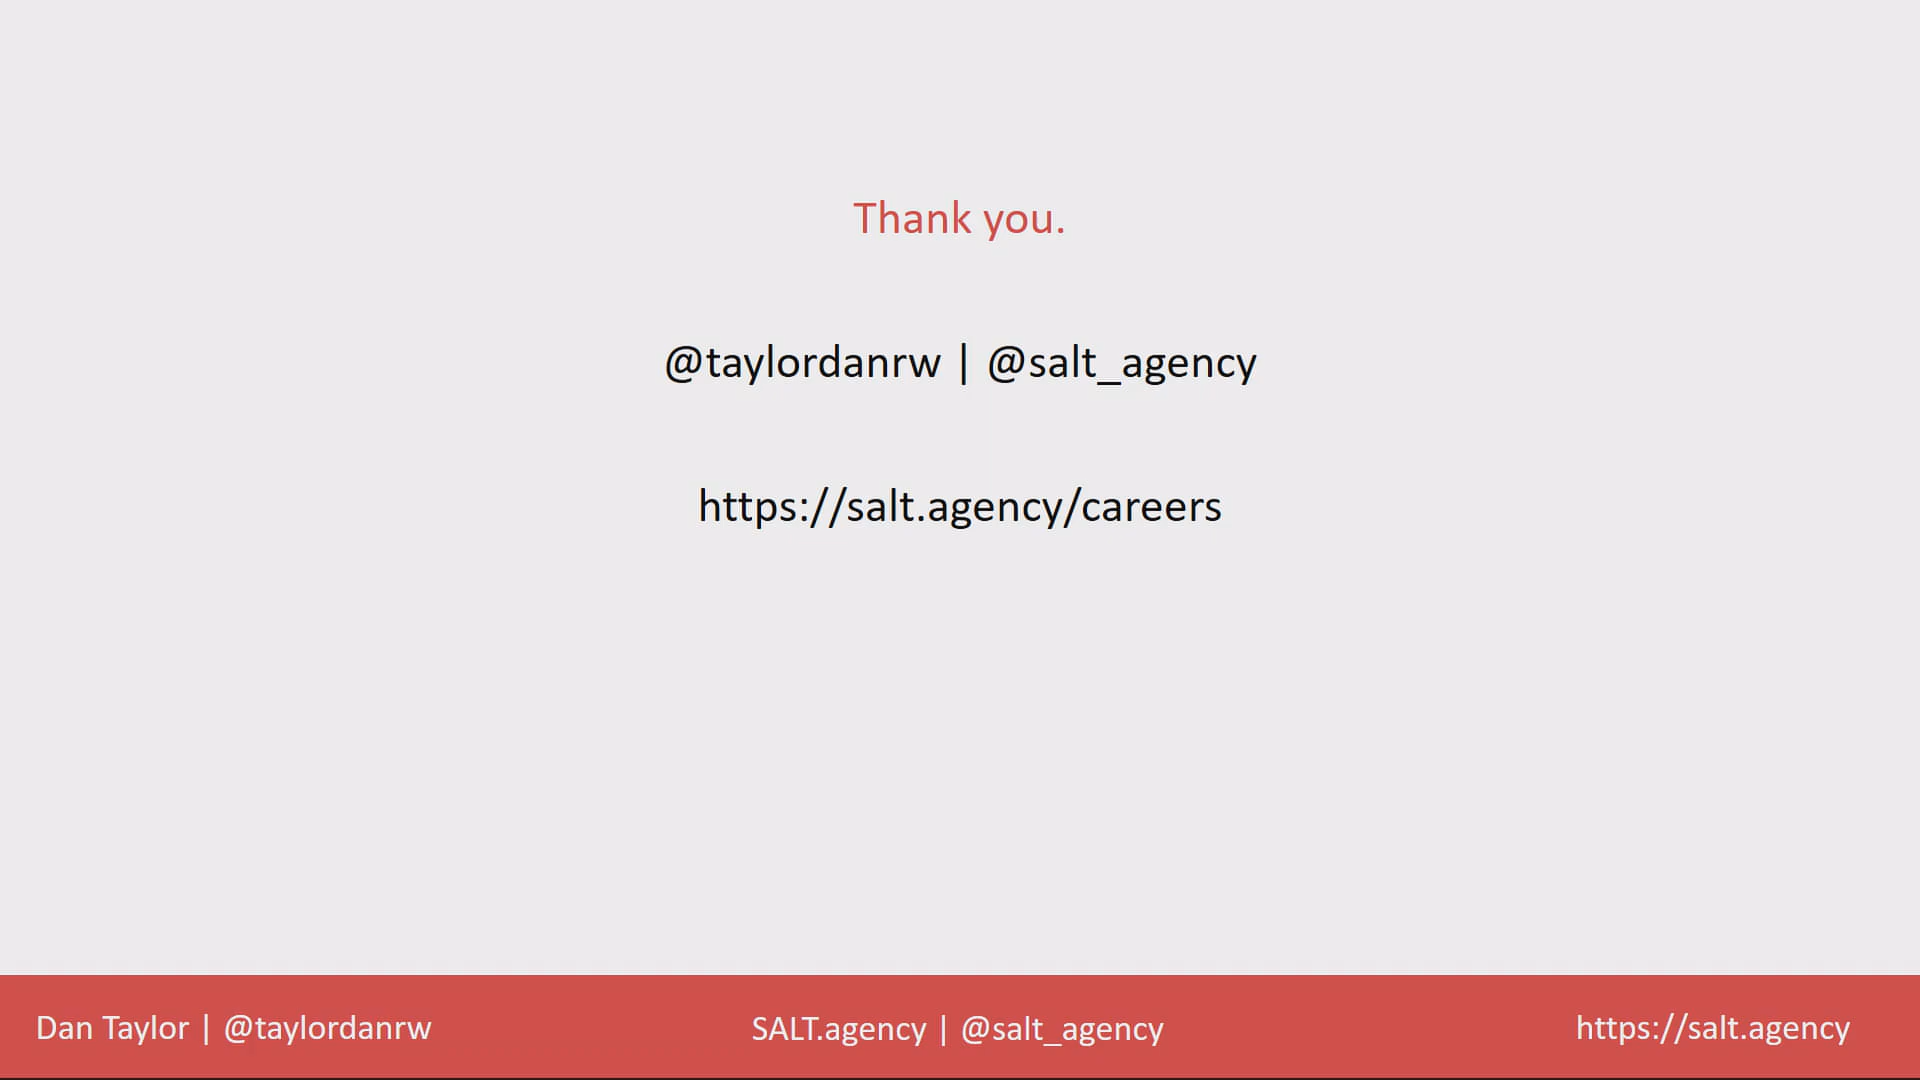 Thank you.
@taylordanrw | @salt_agency
https://salt.agency/careers
Dan Taylor | @taylordanrw
SALT.agency | @salt_agency
https://salt.agency